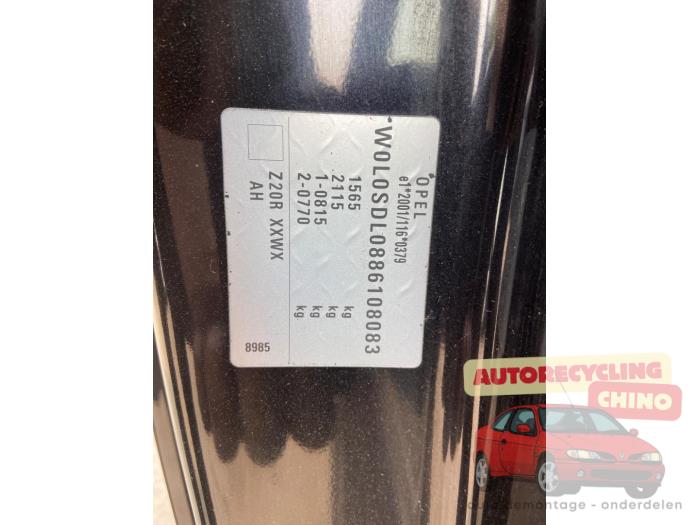 OPEL
e1*2001/116*0379
W0L0SDL0886108083
1565 kg
2115 kg
1-0815 kg
2-0770 kg
Z20R XXWX
AH
8985
AUTORECYCLING
CHINO
auto demontage - onderdelen